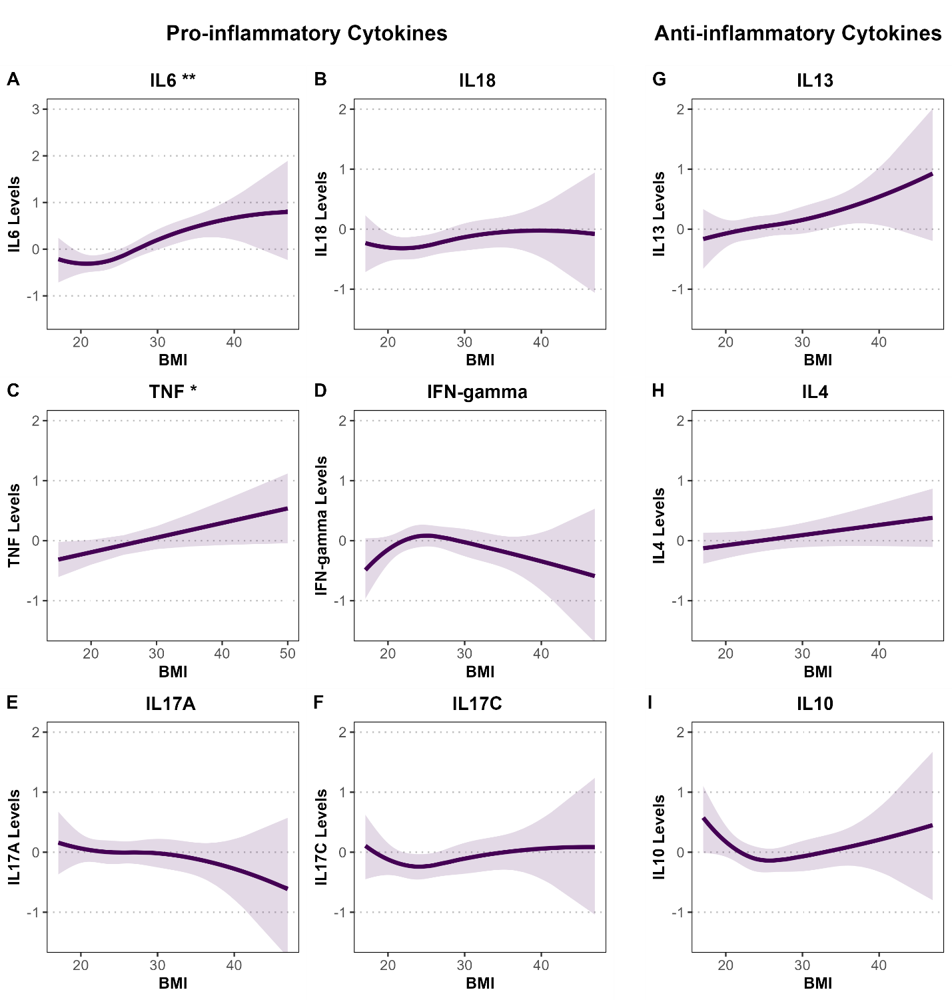 Pro-inflammatory Cytokines
Anti-inflammatory Cytokines
A
IL6 **
IL6 Levels
3
2
1
0
-1
20 30 40
BMI
B
IL18
IL18 Levels
2
1
0
-1
20 30 40
BMI
G
IL13
IL13 Levels
2
1
0
-1
20 30 40
BMI
C
TNF *
TNF Levels
2
1
0
-1
20 30 40 50
BMI
D
IFN-gamma
IFN-gamma Levels
2
1
0
-1
20 30 40
BMI
H
IL4
IL4 Levels
2
1
0
-1
20 30 40
BMI
E
IL17A
IL17A Levels
2
1
0
-1
20 30 40
BMI
F
IL17C
IL17C Levels
2
1
0
-1
20 30 40
BMI
I
IL10
IL10 Levels
2
1
0
-1
20 30 40
BMI